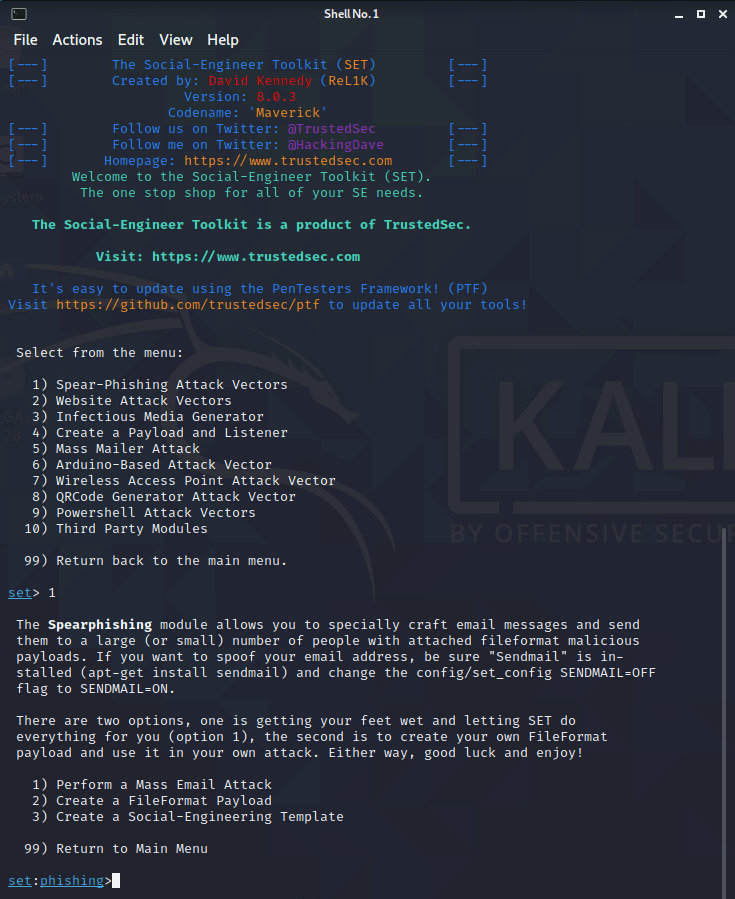 Shell No. 1
File Actions Edit View Help
[---] The Social-Engineer Toolkit (SET) [---]
[---] Created by: David Kennedy (ReL1K) [---]
Version: 8.0.3
Codename: 'Maverick'
[---] Follow us on Twitter: @TrustedSec [---]
[---] Follow me on Twitter: @HackingDave [---]
[---] Homepage: https://www.trustedsec.com [---]
Welcome to the Social-Engineer Toolkit (SET).
The one stop shop for all of your SE needs.
The Social-Engineer Toolkit is a product of TrustedSec.
Visit: https://www.trustedsec.com
It's easy to update using the PenTesters Framework! (PTF)
Visit https://github.com/trustedsec/ptf to update all your tools!
Select from the menu:
1) Spear-Phishing Attack Vectors
2) Website Attack Vectors
3) Infectious Media Generator
4) Create a Payload and Listener
5) Mass Mailer Attack
6) Arduino-Based Attack Vector
7) Wireless Access Point Attack Vector
8) QRCode Generator Attack Vector
9) Powershell Attack Vectors
10) Third Party Modules
99) Return back to the main menu.
set> 1
The Spearphishing module allows you to specially craft email messages and send
them to a large (or small) number of people with attached fileformat malicious
payloads. If you want to spoof your email address, be sure "Sendmail" is in-
stalled (apt-get install sendmail) and change the config/set_config SENDMAIL=OFF
flag to SENDMAIL=ON.
There are two options, one is getting your feet wet and letting SET do
everything for you (option 1), the second is to create your own FileFormat
payload and use it in your own attack. Either way, good luck and enjoy!
1) Perform a Mass Email Attack
2) Create a FileFormat Payload
3) Create a Social-Engineering Template
99) Return to Main Menu
set:phishing>
KALI
BY OFFENSIVE SECUR